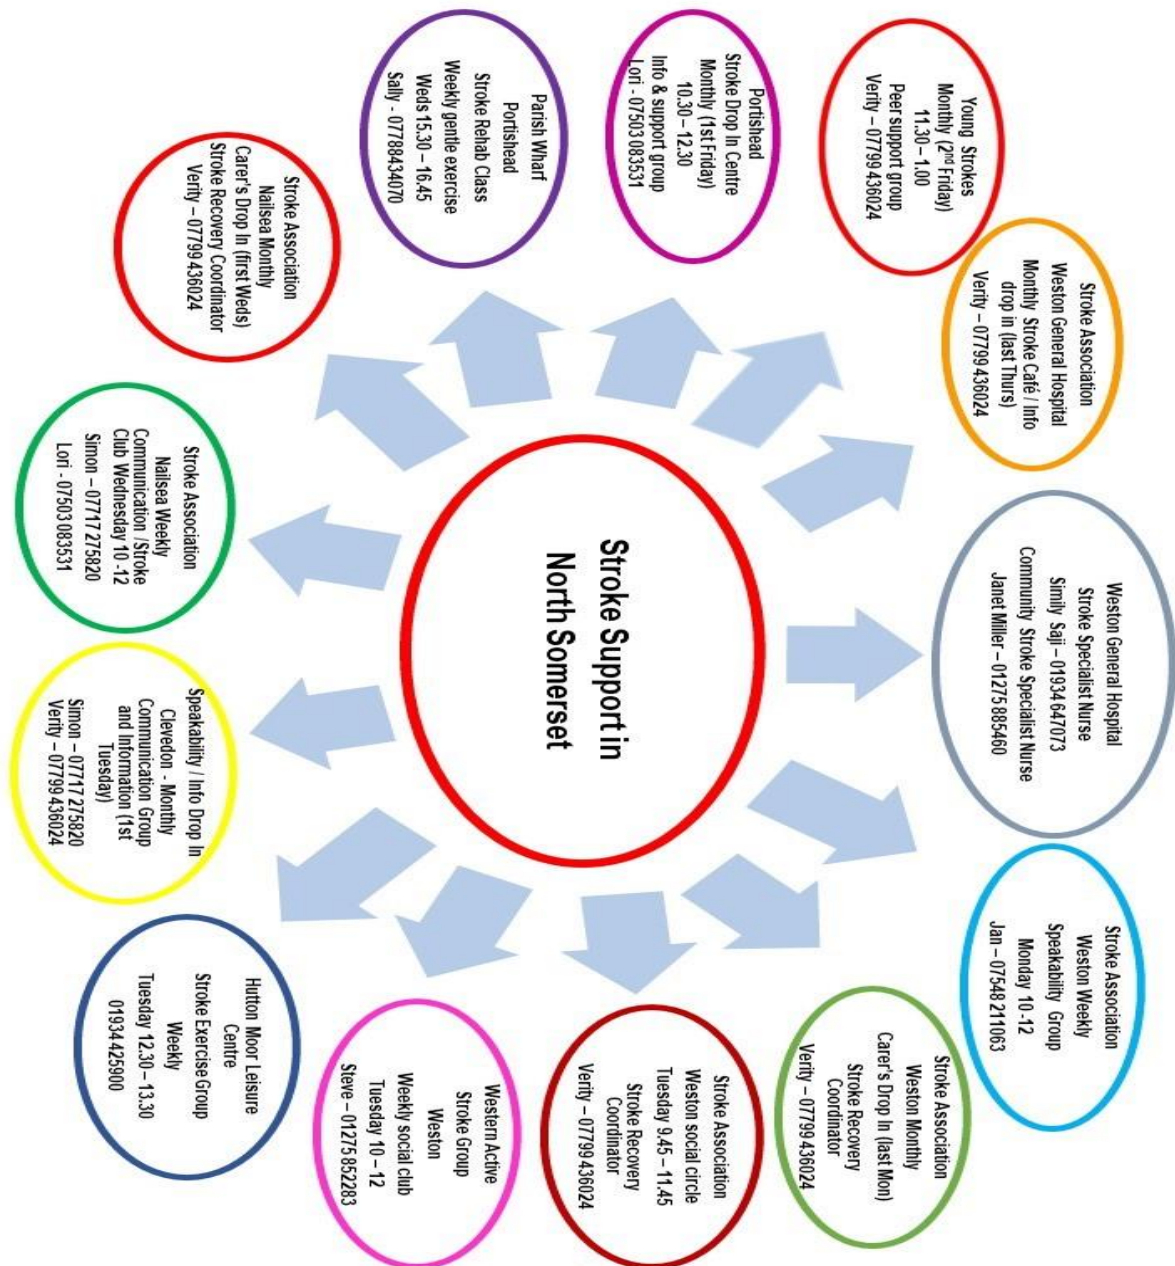 Stroke Support in
North Somerset
Weston General Hospital
Stroke Specialist Nurse
Simily Saji – 01934 647073
Community Stroke Specialist Nurse
Janet Miller – 01275 885460
Stroke Association
Weston Weekly
Speakability Group
Monday 10 -12
Jan – 07548 211063
Stroke Association
Weston Monthly
Carer's Drop In (last Mon)
Stroke Recovery
Coordinator
Verity – 07799 436024
Stroke Association
Weston social circle
Tuesday 9.45 – 11.45
Stroke Recovery
Coordinator
Verity – 07799 436024
Western Active
Stroke Group
Weston
Weekly social club
Tuesday 10 – 12
Steve – 01275 852283
Hutton Moor Leisure
Centre
Stroke Exercise Group
Weekly
Tuesday 12.30 – 13.30
01934 425900
Speakability / Info Drop In
Clevedon - Monthly
Communication Group
and Information (1st
Tuesday)
Simon – 07717 275820
Verity – 07799 436024
Stroke Association
Nailsea Weekly
Communication / Stroke
Club Wednesday 10 -12
Simon – 07717 275820
Lori - 07503 083531
Stroke Association
Nailsea Monthly
Carer's Drop In (first Weds)
Stroke Recovery Coordinator
Verity – 07799 436024
Parish Wharf
Portishead
Stroke Rehab Class
Weekly gentle exercise
Weds 15.30 – 16.45
Sally - 07788434070
Portishead
Stroke Drop In Centre
Monthly (1st Friday)
10.30 – 12.30
Info & support group
Lori - 07503 083531
Young Strokes
Monthly (2nd Friday)
11.30 – 1.00
Peer support group
Verity – 07799 436024
Stroke Association
Weston General Hospital
Monthly Stroke Café / Info
drop in (last Thurs)
Verity – 07799 436024